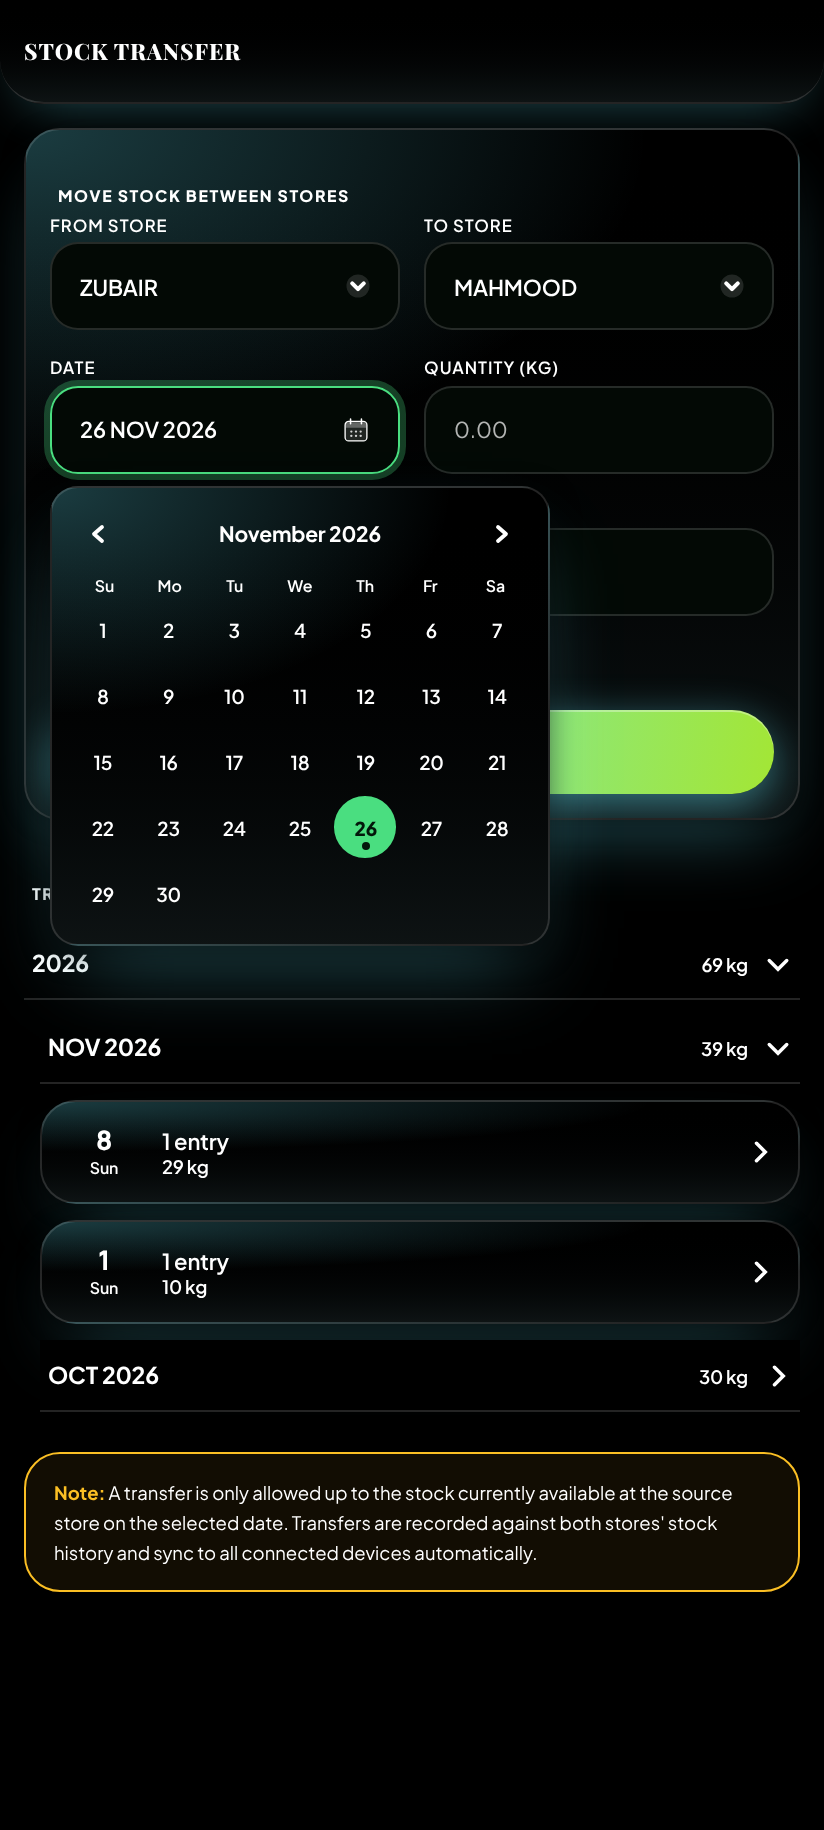 STOCK TRANSFER
MOVE STOCK BETWEEN STORES
FROM STORE
TO STORE
ZUBAIR
MAHMOOD
DATE
QUANTITY (KG)
26 NOV 2026
0.00
November 2026
Su Mo Tu We Th Fr Sa
1 2 3 4 5 6 7
8 9 10 11 12 13 14
15 16 17 18 19 20 21
22 23 24 25 26 27 28
29 30
TR
2026
69 kg
NOV 2026
39 kg
8
Sun
1 entry
29 kg
1
Sun
1 entry
10 kg
OCT 2026
30 kg
Note: A transfer is only allowed up to the stock currently available at the source
store on the selected date. Transfers are recorded against both stores' stock
history and sync to all connected devices automatically.